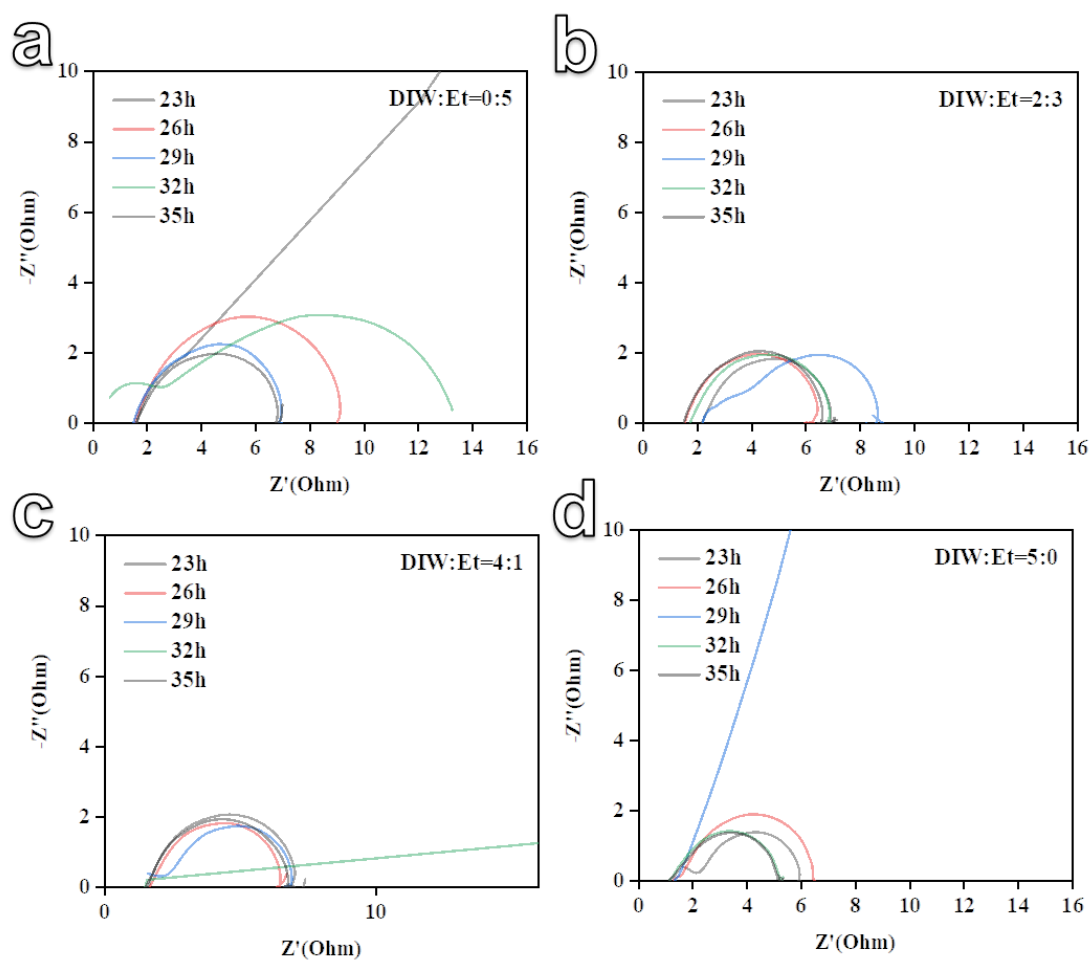 a
DIW:Et=0:5
23h
26h
29h
32h
35h
10
8
6
4
2
0
-Z''(Ohm)
0 2 4 6 8 10 12 14 16
Z'(Ohm)
b
DIW:Et=2:3
23h
26h
29h
32h
35h
10
8
6
4
2
0
-Z''(Ohm)
0 2 4 6 8 10 12 14 16
Z'(Ohm)
c
DIW:Et=4:1
23h
26h
29h
32h
35h
10
8
6
4
2
0
-Z''(Ohm)
0 10
Z'(Ohm)
d
DIW:Et=5:0
23h
26h
29h
32h
35h
10
8
6
4
2
0
-Z''(Ohm)
0 2 4 6 8 10 12 14 16
Z'(Ohm)